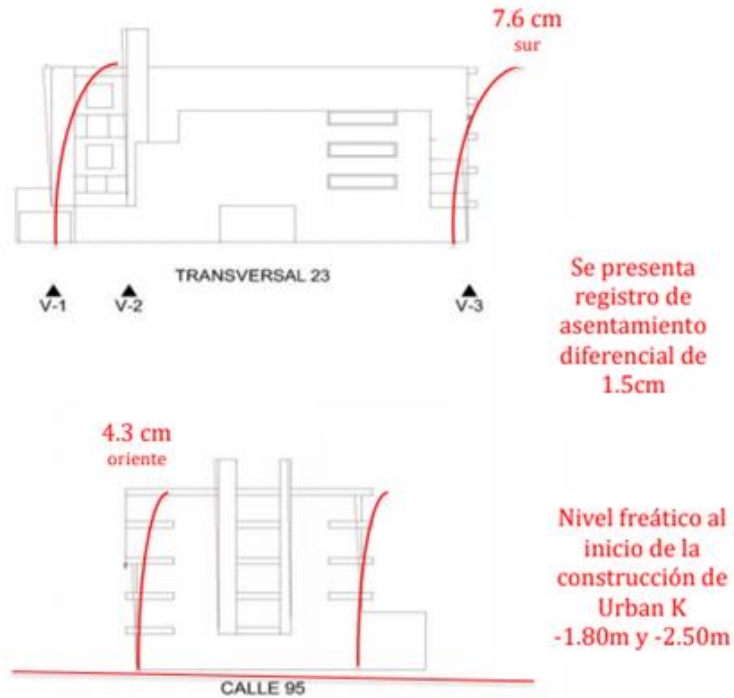 7.6 cm
sur
TRANSVERSAL 23
V-1
V-2
V-3
Se presenta
registro de
asentamiento
diferencial de
1.5cm
4.3 cm
oriente
Nivel freático al
inicio de la
construcción de
Urban K
-1.80m y -2.50m
CALLE 95